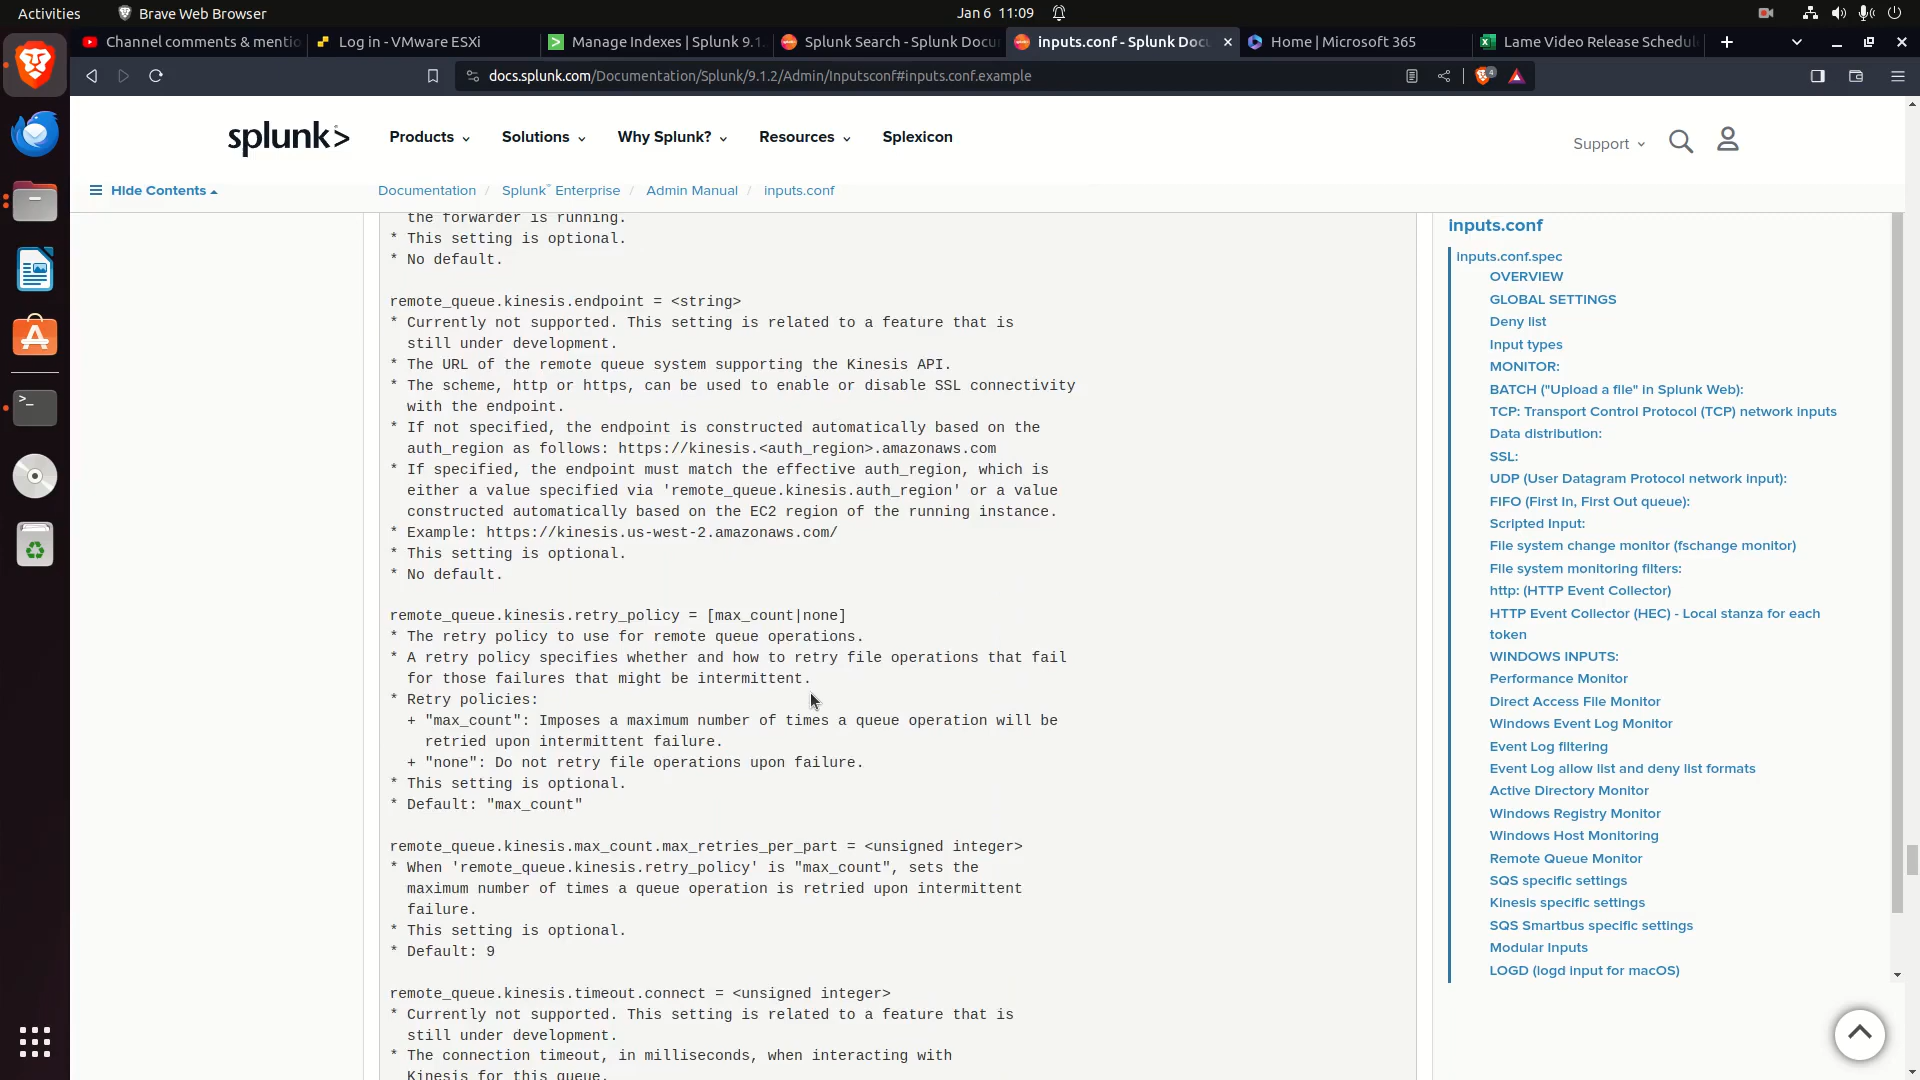 Activities
Brave Web Browser
Jan 6 11:09
Channel comments & mentio
Log in - VMware ESXi
Manage Indexes | Splunk 9.1.
Splunk Search - Splunk Docu
inputs.conf - Splunk Doc
Home | Microsoft 365
Lame Video Release Schedul
docs.splunk.com/Documentation/Splunk/9.1.2/Admin/Inputsconf#inputs.conf.example
4
splunk>
Products
Solutions
Why Splunk?
Resources
Splexicon
Support
Hide Contents
Documentation / Splunk® Enterprise / Admin Manual / inputs.conf
the forwarder is running.
* This setting is optional.
* No default.
remote_queue.kinesis.endpoint = <string>
* Currently not supported. This setting is related to a feature that is
still under development.
* The URL of the remote queue system supporting the Kinesis API.
* The scheme, http or https, can be used to enable or disable SSL connectivity
with the endpoint.
* If not specified, the endpoint is constructed automatically based on the
auth_region as follows: https://kinesis.<auth_region>.amazonaws.com
* If specified, the endpoint must match the effective auth_region, which is
either a value specified via 'remote_queue.kinesis.auth_region' or a value
constructed automatically based on the EC2 region of the running instance.
* Example: https://kinesis.us-west-2.amazonaws.com/
* This setting is optional.
* No default.
remote_queue.kinesis.retry_policy = [max_count|none]
* The retry policy to use for remote queue operations.
* A retry policy specifies whether and how to retry file operations that fail
for those failures that might be intermittent.
* Retry policies:
+ "max_count": Imposes a maximum number of times a queue operation will be
retried upon intermittent failure.
+ "none": Do not retry file operations upon failure.
* This setting is optional.
* Default: "max_count"
remote_queue.kinesis.max_count.max_retries_per_part = <unsigned integer>
* When 'remote_queue.kinesis.retry_policy' is "max_count", sets the
maximum number of times a queue operation is retried upon intermittent
failure.
* This setting is optional.
* Default: 9
remote_queue.kinesis.timeout.connect = <unsigned integer>
* Currently not supported. This setting is related to a feature that is
still under development.
* The connection timeout, in milliseconds, when interacting with
Kinesis for this queue.
inputs.conf
inputs.conf.spec
OVERVIEW
GLOBAL SETTINGS
Deny list
Input types
MONITOR:
BATCH ("Upload a file" in Splunk Web):
TCP: Transport Control Protocol (TCP) network inputs
Data distribution:
SSL:
UDP (User Datagram Protocol network input):
FIFO (First In, First Out queue):
Scripted Input:
File system change monitor (fschange monitor)
File system monitoring filters:
http: (HTTP Event Collector)
HTTP Event Collector (HEC) - Local stanza for each
token
WINDOWS INPUTS:
Performance Monitor
Direct Access File Monitor
Windows Event Log Monitor
Event Log filtering
Event Log allow list and deny list formats
Active Directory Monitor
Windows Registry Monitor
Windows Host Monitoring
Remote Queue Monitor
SQS specific settings
Kinesis specific settings
SQS Smartbus specific settings
Modular Inputs
LOGD (logd input for macOS)